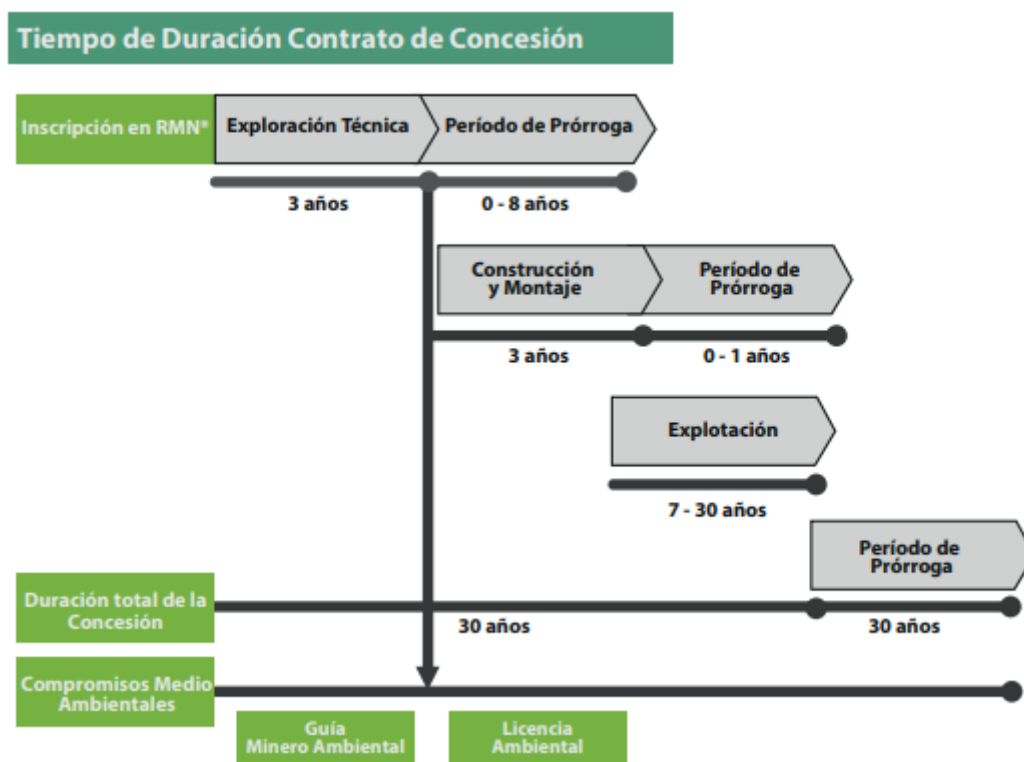 Tiempo de Duración Contrato de Concesión
Inscripción en RMN*
Exploración Técnica
Período de Prórroga
3 años
0 - 8 años
Construcción
y Montaje
Período de
Prórroga
3 años
0 - 1 años
Explotación
7 - 30 años
Período de
Prórroga
Duración total de la
Concesión
30 años
30 años
Compromisos Medio
Ambientales
Guía
Minero Ambiental
Licencia
Ambiental